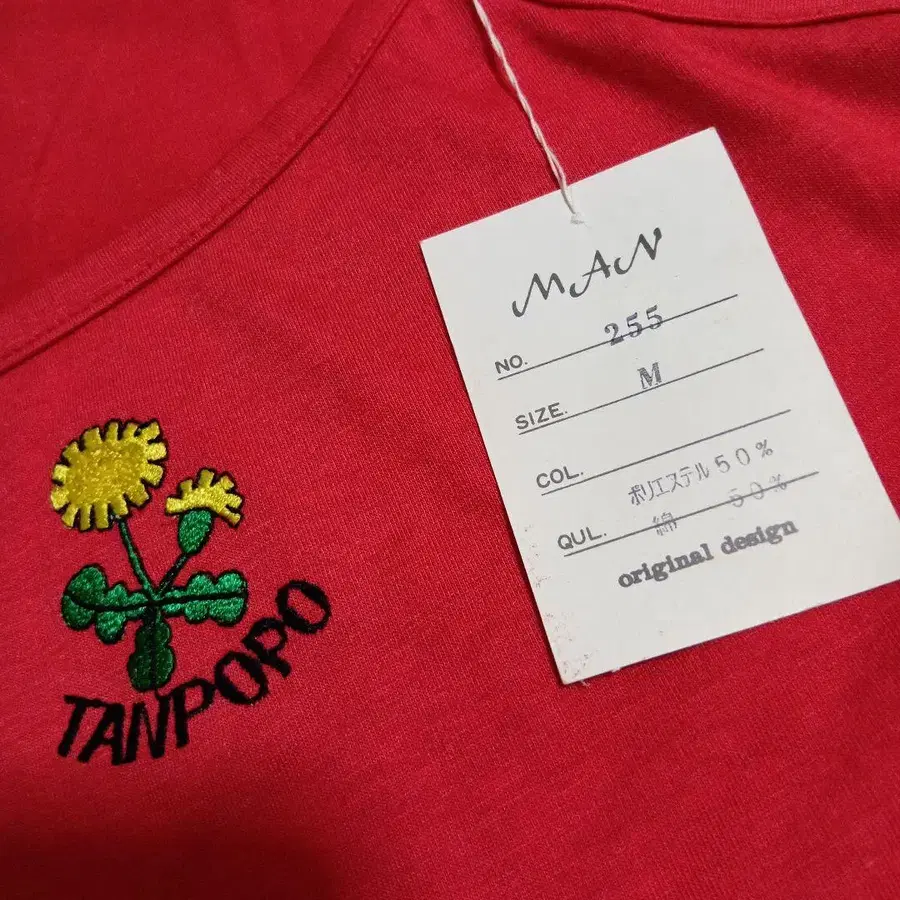 TANPOPO
MAN
NO. 255
SIZE. M
COL.
ポリエステル50%
QUL. 綿 50%
original design